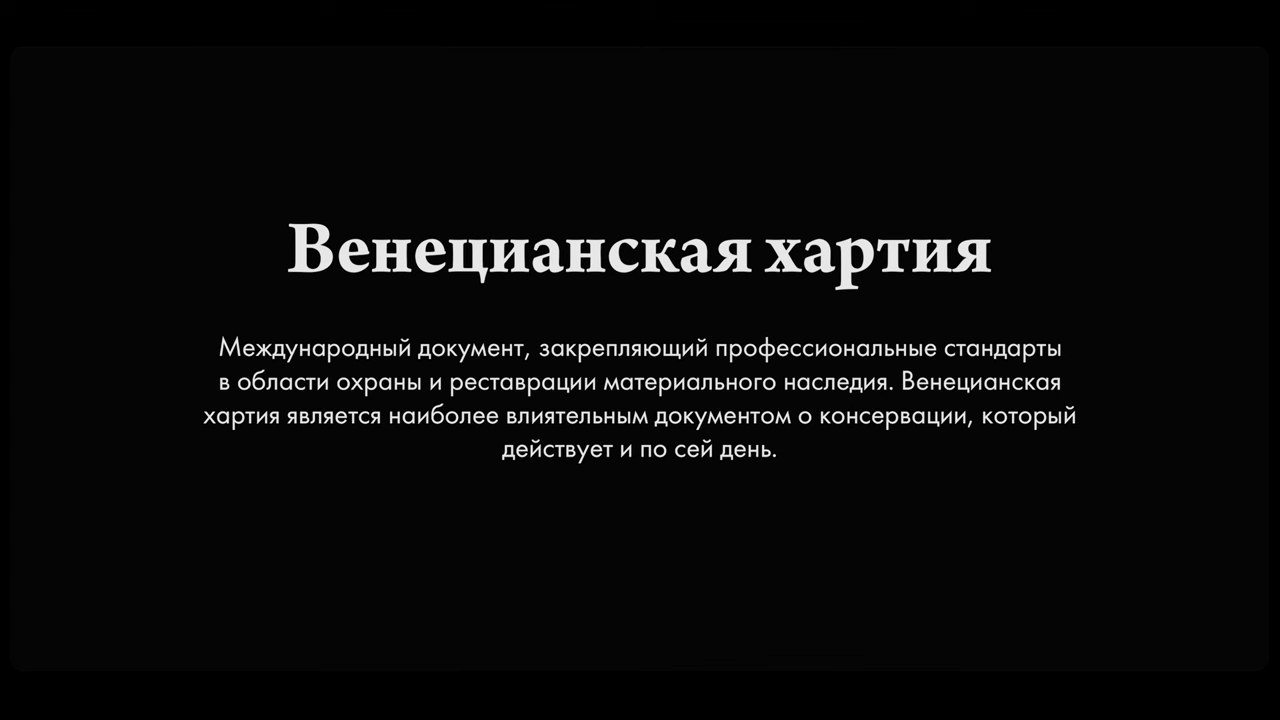 Венецианская хартия
Международный документ, закрепляющий профессиональные стандарты
в области охраны и реставрации материального наследия. Венецианская
хартия является наиболее влиятельным документом о консервации, который
действует и по сей день.